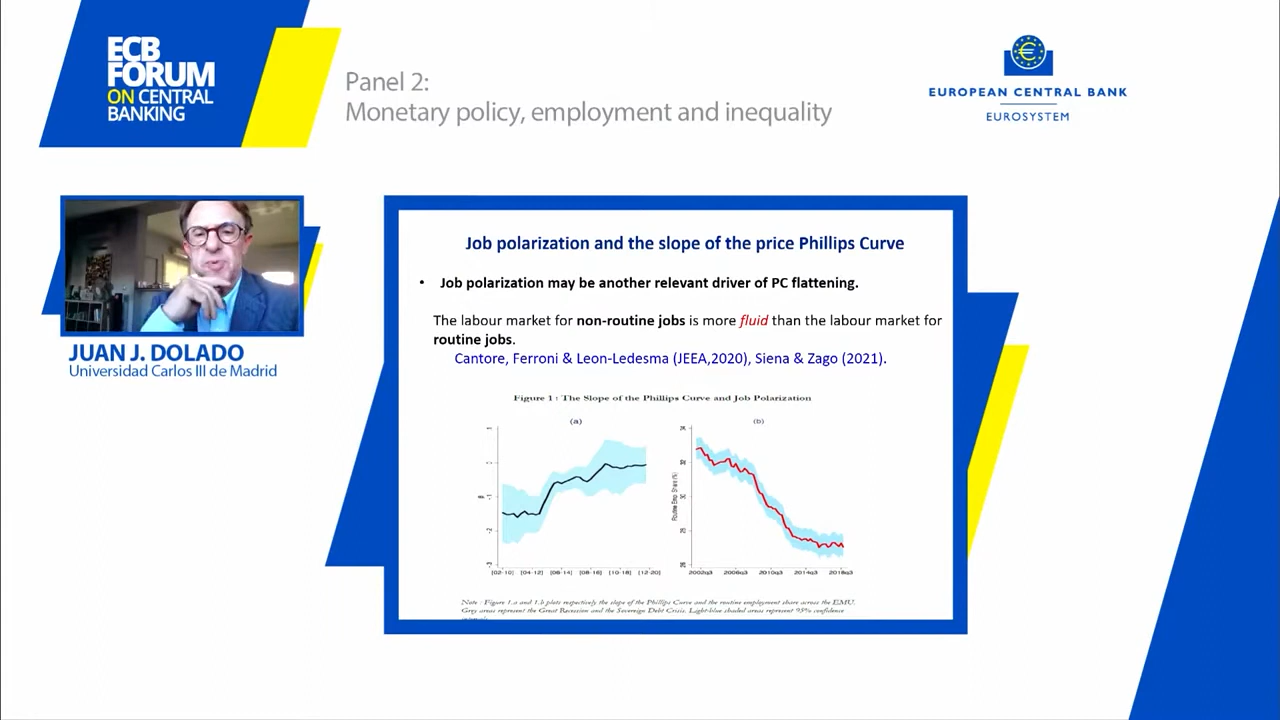 ECB
FORUM
ON CENTRAL
BANKING
Panel 2:
Monetary policy, employment and inequality
EUROPEAN CENTRAL BANK
EUROSYSTEM
JUAN J. DOLADO
Universidad Carlos III de Madrid
Job polarization and the slope of the price Phillips Curve
• Job polarization may be another relevant driver of PC flattening.
The labour market for non-routine jobs is more fluid than the labour market for
routine jobs.
Cantore, Ferroni & Leon-Ledesma (JEEA,2020), Siena & Zago (2021).
Figure 1: The Slope of the Phillips Curve and Job Polarization
(a)
(b)
Routine Emp Share (%)
[02-10] [04-12] [06-14] [08-16] [10-18] [12-20]
2002q3 2006q3 2010q3 2014q3 2018q3
Note: Figure 1.a and 1.b plots respectively the slope of the Phillips Curve and the routine employment share across the EMU.
Grey areas represent the Great Recession and the Sovereign Debt Crisis. Light-blue shaded areas represent 95% confidence